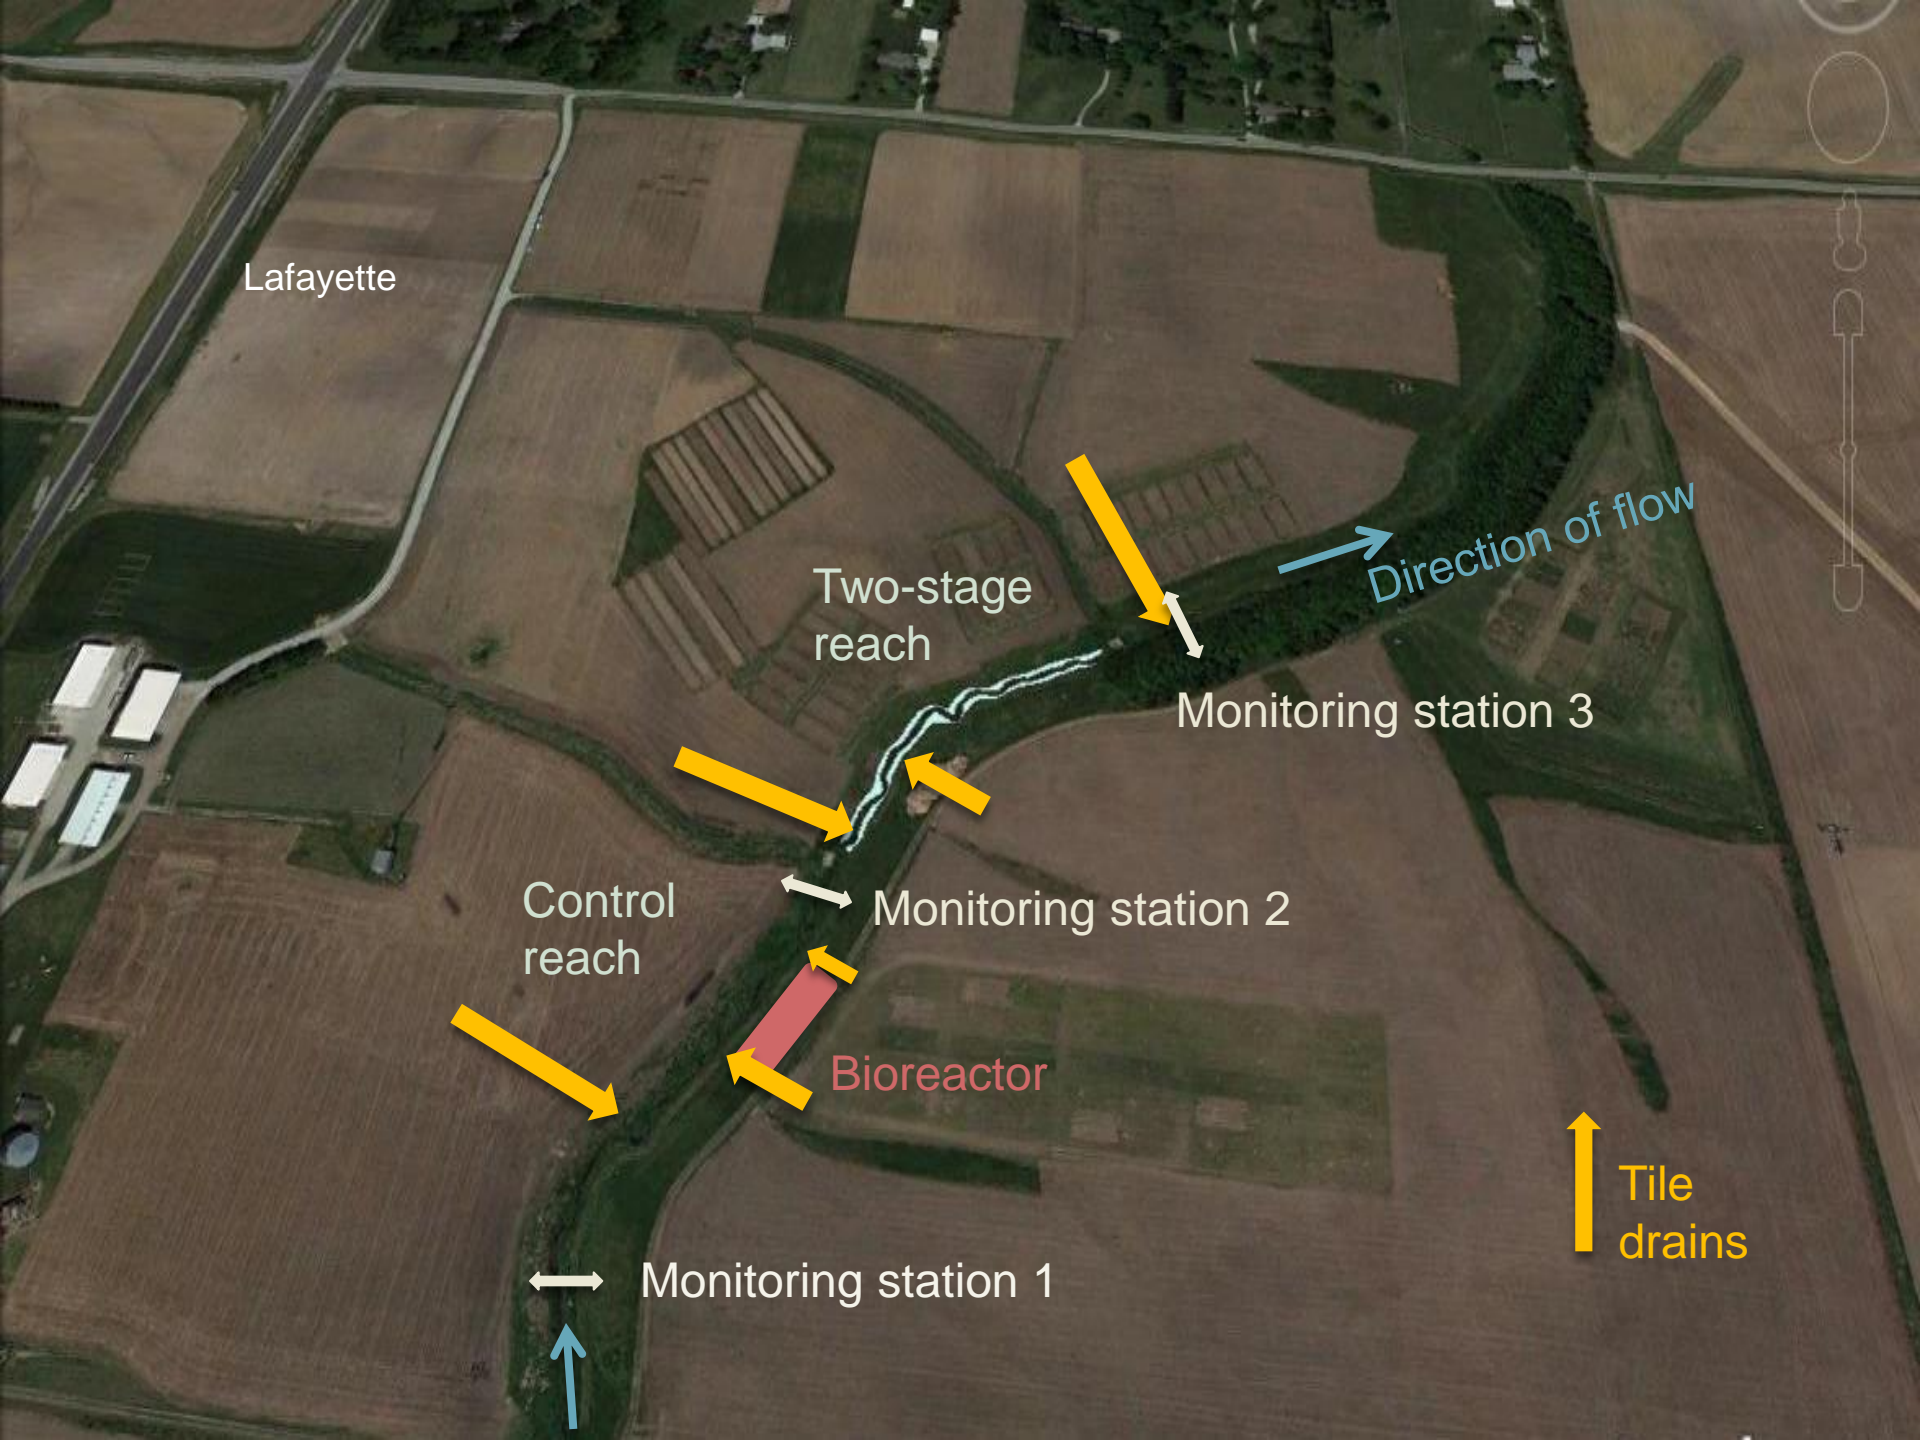 Lafayette
Direction of flow
Two-stage
reach
Monitoring station 3
Control
reach
Monitoring station 2
Bioreactor
Tile
drains
Monitoring station 1